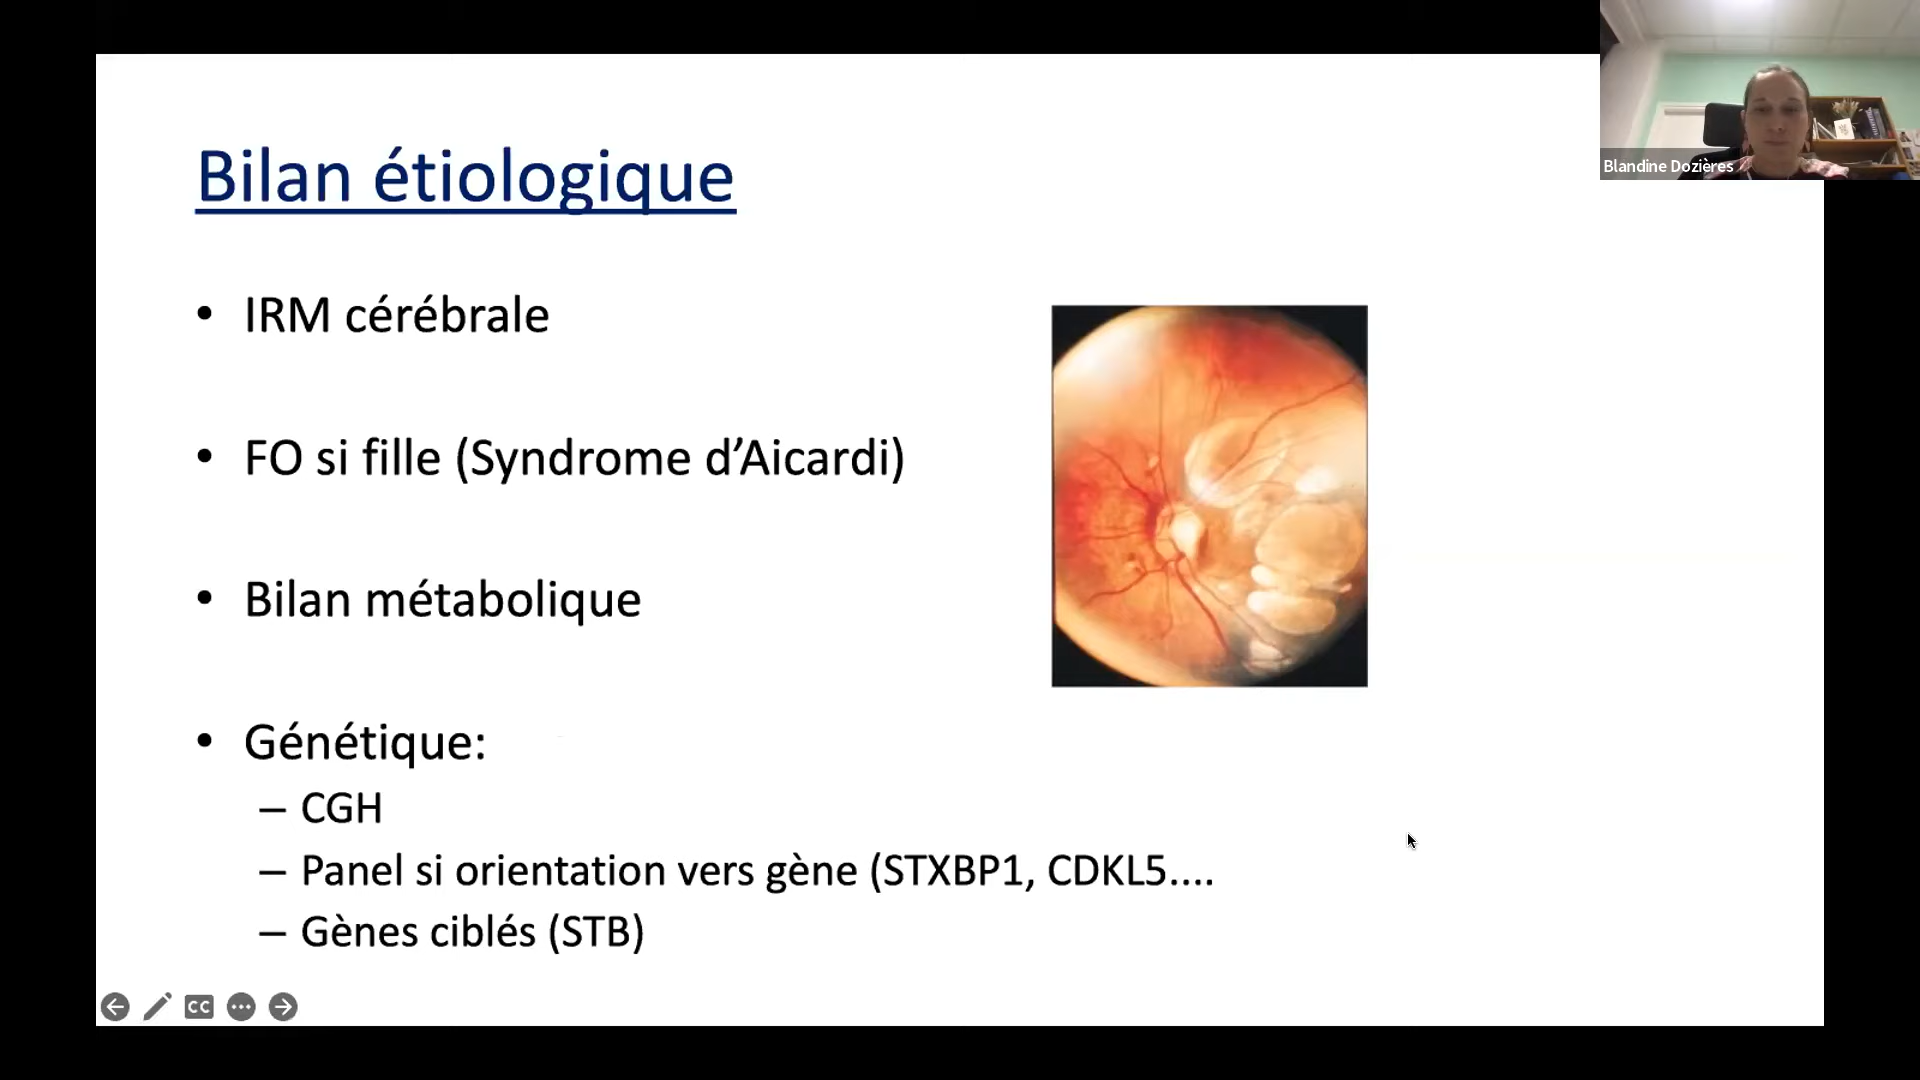 Bilan étiologique
• IRM cérébrale
• FO si fille (Syndrome d’Aicardi)
• Bilan métabolique
• Génétique:
– CGH
– Panel si orientation vers gène (STXBP1, CDKL5....
– Gènes ciblés (STB)
Blandine Dozières
CC